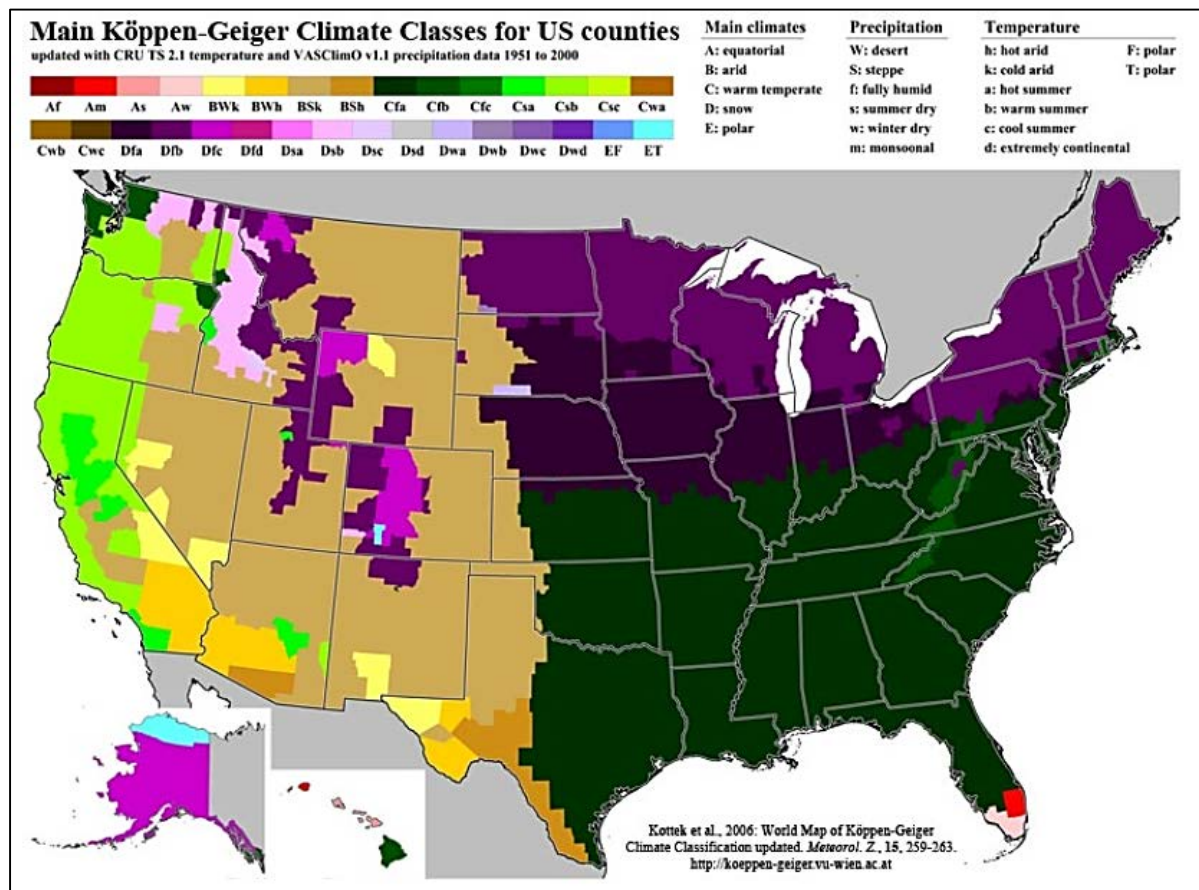 Main Köppen-Geiger Climate Classes for US counties
updated with CRU TS 2.1 temperature and VASClimO v1.1 precipitation data 1951 to 2000
Af Am As Aw BWk BWh BSk BSh Cfa Cfb Cfc Csa Csb Csc Cwa
Cwb Cwc Dfa Dfb Dfc Dfd Dsa Dsb Dsc Dsd Dwa Dwb Dwc Dwd EF ET
Main climates
A: equatorial
B: arid
C: warm temperate
D: snow
E: polar
Precipitation
W: desert
S: steppe
f: fully humid
s: summer dry
w: winter dry
m: monsoonal
Temperature
h: hot arid F: polar
k: cold arid T: polar
a: hot summer
b: warm summer
c: cool summer
d: extremely continental
Kottek et al., 2006: World Map of Köppen-Geiger
Climate Classification updated. Meteorol. Z., 15, 259-263.
http://koeppen-geiger.vu-wien.ac.at